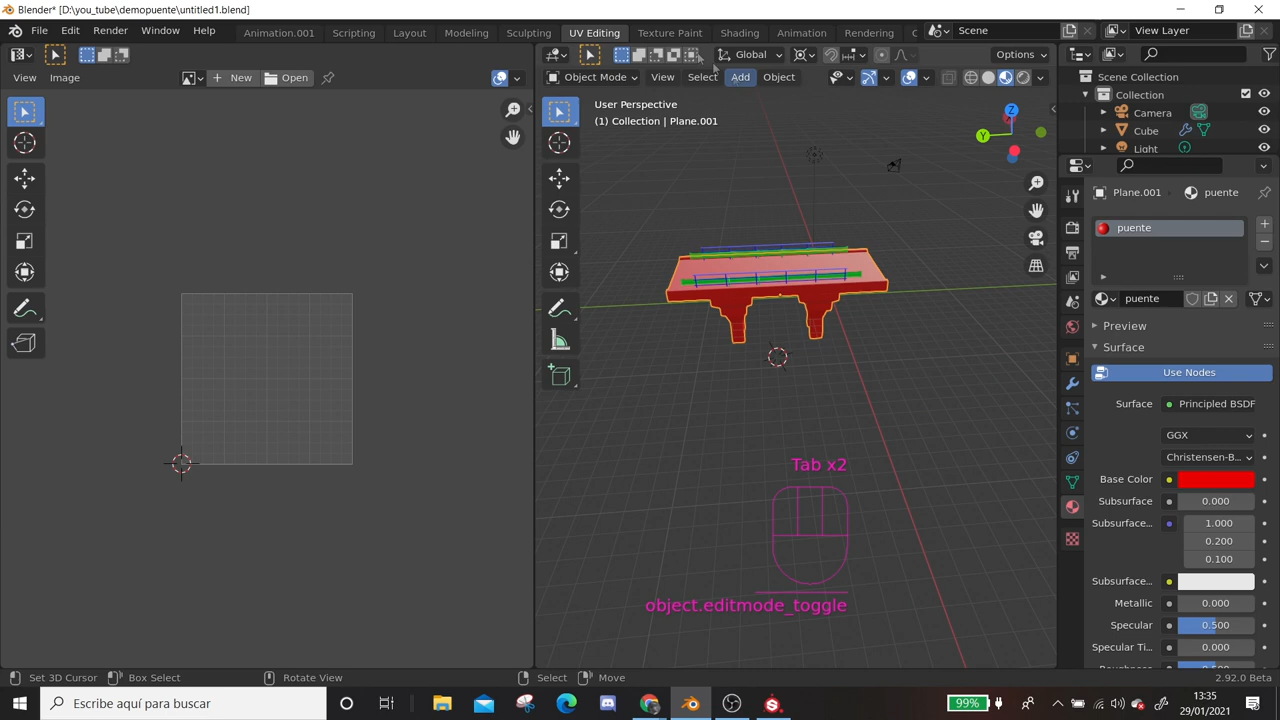 Blender* [D:\you_tube\demopuente\untitled1.blend]
File Edit Render Window Help Animation.001 Scripting Layout Modeling Sculpting UV Editing Texture Paint Shading Animation Rendering Scene View Layer
Global Options
View Image New Open Object Mode View Select Add Object
Scene Collection
Collection
Camera
Cube
Light
User Perspective
(1) Collection | Plane.001
Z
Y
Plane.001 puente
puente
puente
Preview
Surface
Use Nodes
Surface Principled BSDF
GGX
Christensen-B...
Base Color
Subsurface 0.000
Subsurface... 1.000
0.200
0.100
Subsurface...
Metallic 0.000
Specular 0.500
Specular Ti... 0.000
Tab x2
object.editmode_toggle
Set 3D Cursor Box Select Rotate View Select Move 2.92.0 Beta
Escribe aquí para buscar
99%
13:35
29/01/2021